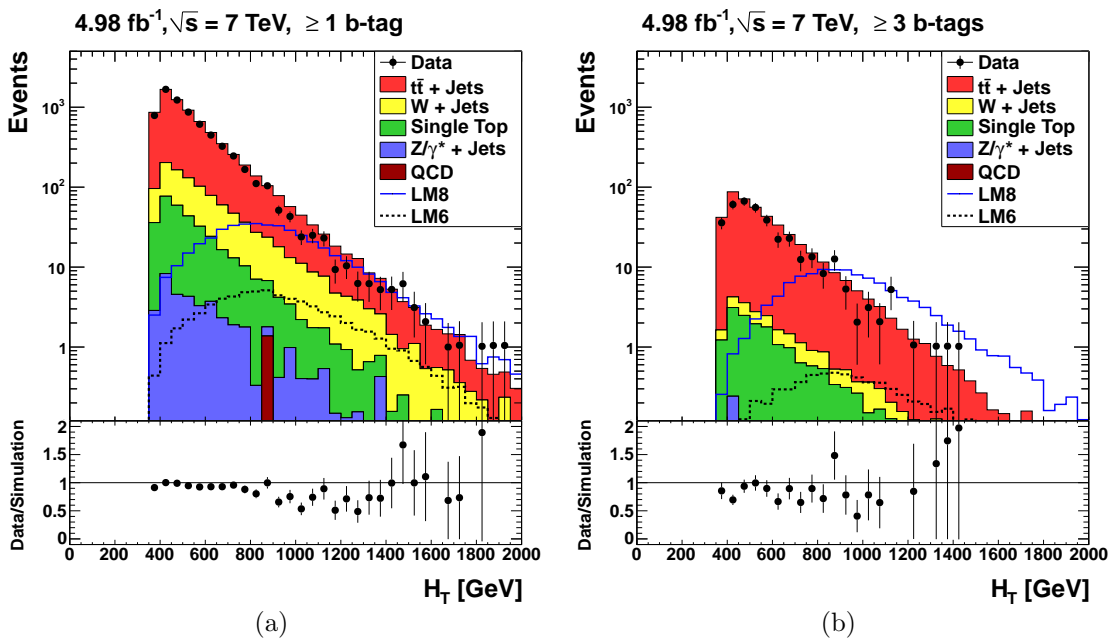 4.98 fb⁻¹, √s = 7 TeV, ≥ 1 b-tag
Events
10³
10²
10
1
Data
tt̄ + Jets
W + Jets
Single Top
Z/γ* + Jets
QCD
LM8
LM6
Data/Simulation
2
1.5
1
0.5
0
0 200 400 600 800 1000 1200 1400 1600 1800 2000
H_T [GeV]
(a)
4.98 fb⁻¹, √s = 7 TeV, ≥ 3 b-tags
Events
10³
10²
10
1
Data
tt̄ + Jets
W + Jets
Single Top
Z/γ* + Jets
QCD
LM8
LM6
Data/Simulation
2
1.5
1
0.5
0
0 200 400 600 800 1000 1200 1400 1600 1800 2000
H_T [GeV]
(b)